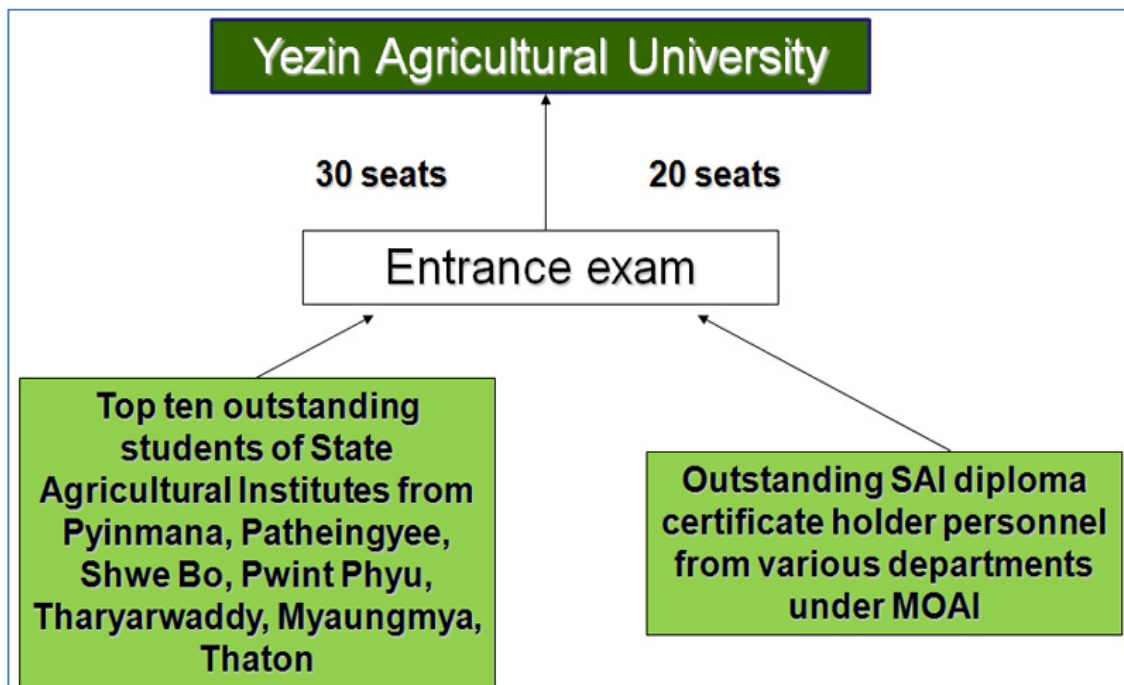 Yezin Agricultural University
30 seats
20 seats
Entrance exam
Top ten outstanding
students of State
Agricultural Institutes from
Pyinmana, Patheingyee,
Shwe Bo, Pwint Phyu,
Tharyarwaddy, Myaungmya,
Thaton
Outstanding SAI diploma
certificate holder personnel
from various departments
under MOAI